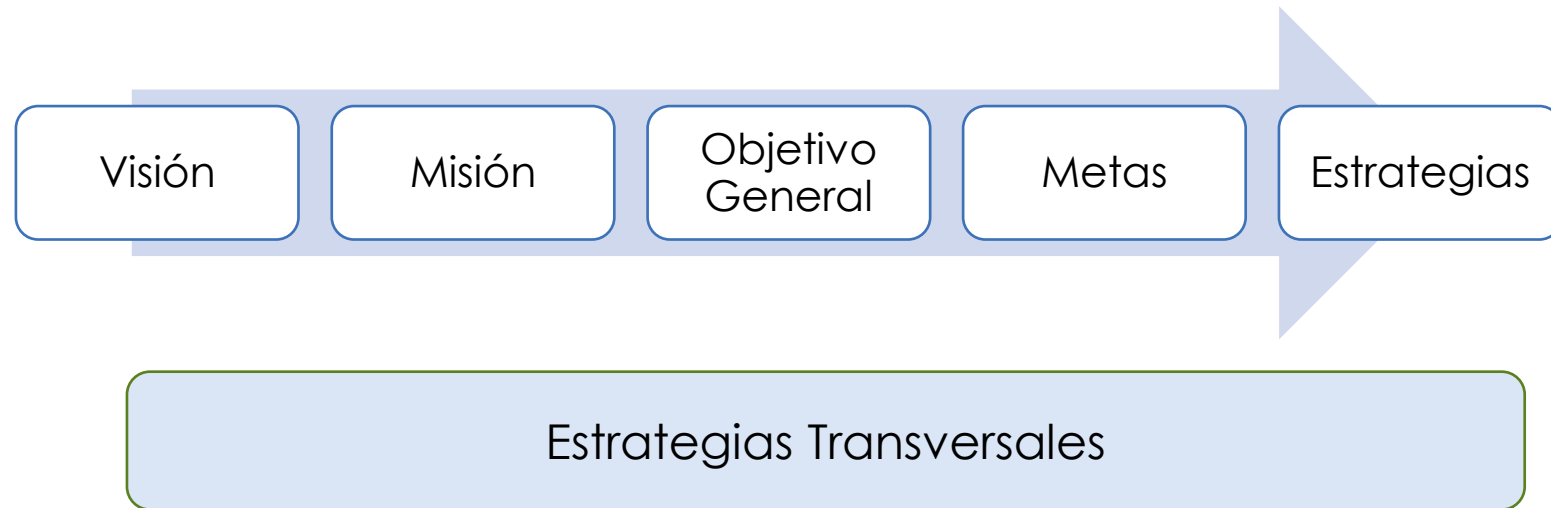 Visión
Misión
Objetivo
General
Metas
Estrategias
Estrategias Transversales